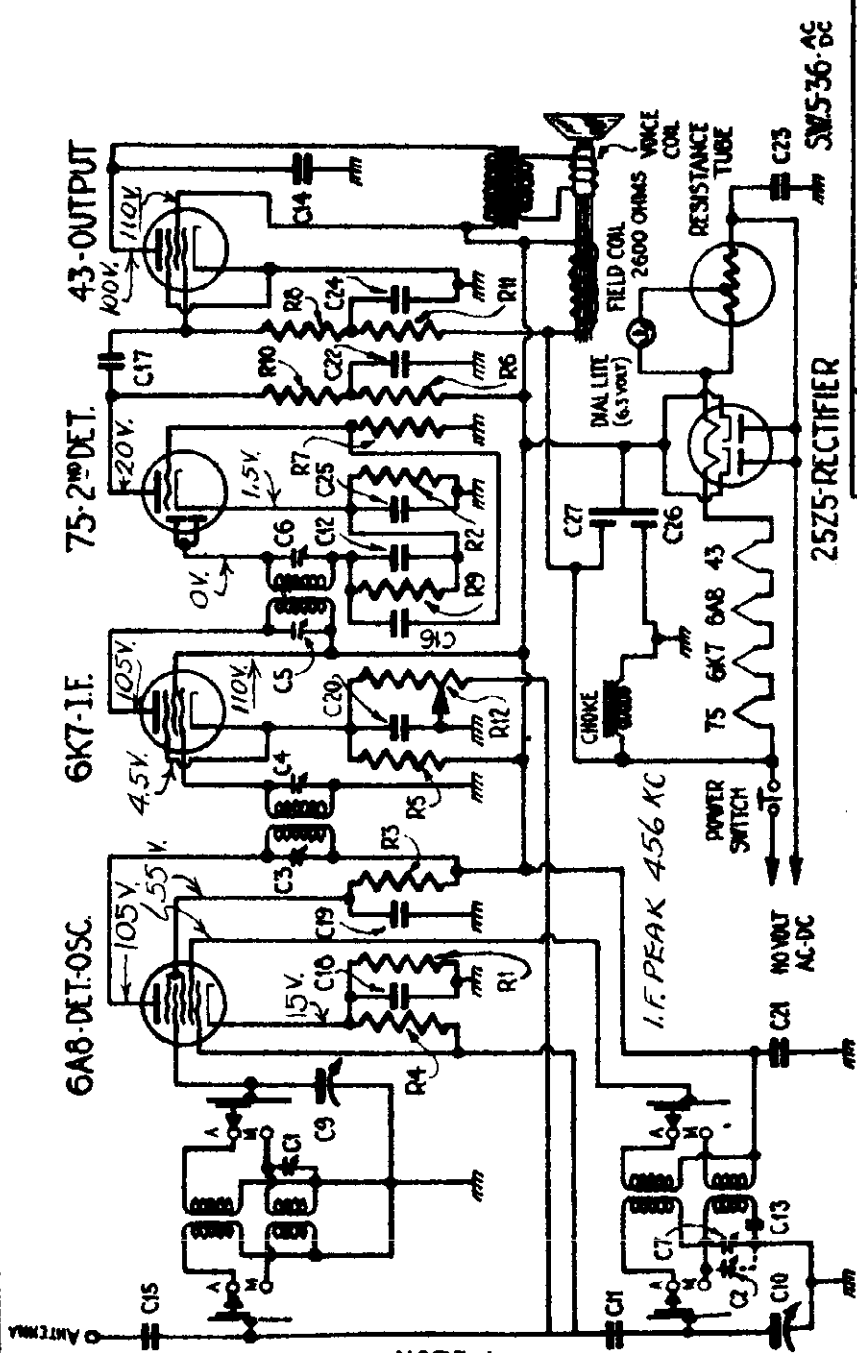 6A8-DET.-OSC.
6K7-I.F.
75-2ND DET.
43-OUTPUT
ANTENNA
C15
105 V.
.55 V.
4.5V.
105V.
110V.
0V.
20V.
1.5V.
100V.
110V.
15V.
A
M
C1
C9
R4
C18
R1
C19
R3
C3
C4
R5
C20
R12
C5
C6
C16
R9
C12
R2
C25
R7
C17
R10
C22
R6
R8
C24
R11
C14
VOICE
COIL
FIELD COIL
2600 OHMS
DIAL LITE
(6.3 VOLT)
RESISTANCE
TUBE
C23
SW.5-36-AC
DC
C27
C26
CHOKE
75
6K7
6A8
43
25Z5-RECTIFIER
POWER
SWITCH
110 VOLT
AC-DC
I.F. PEAK 456 KC
C21
C11
A
M
A
M
A
M
C7
C2
C13
C10